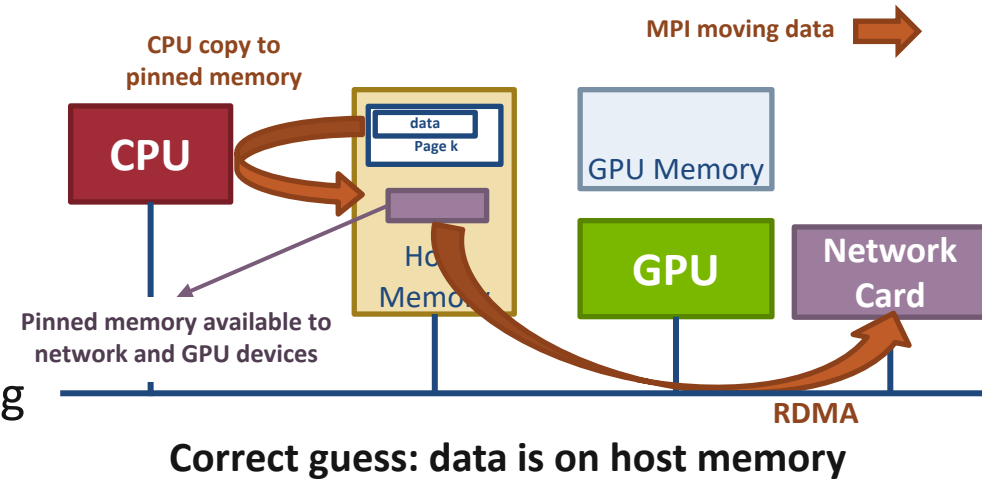 MPI moving data
CPU copy to
pinned memory
CPU
data
Page k
GPU Memory
GPU
Network
Card
Memory
Pinned memory available to
network and GPU devices
g
RDMA
Correct guess: data is on host memory